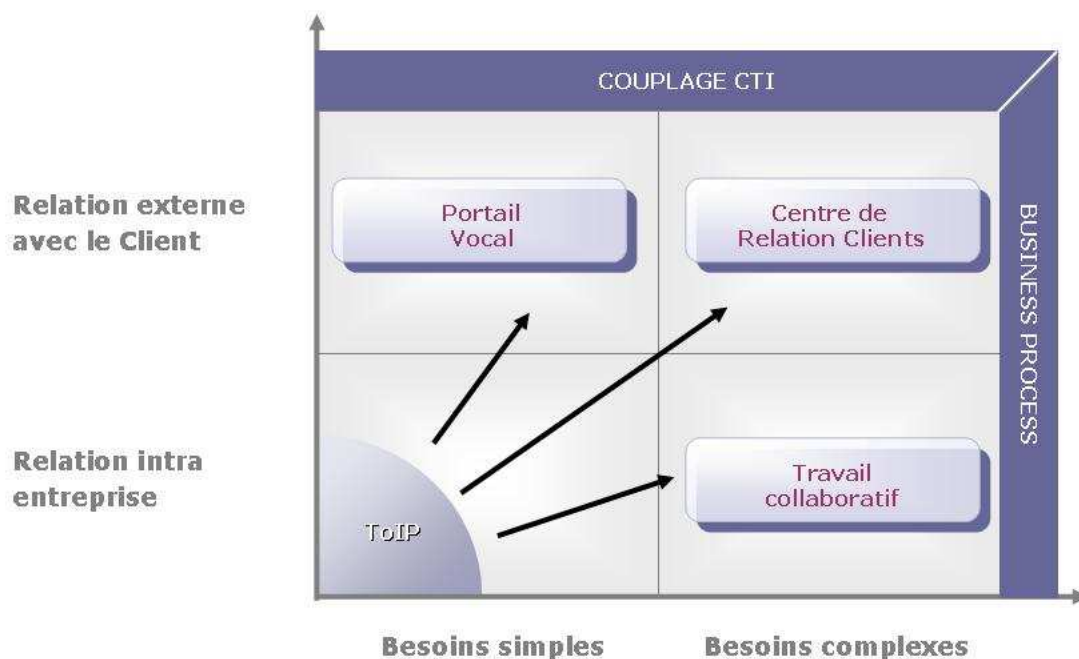 COUPLAGE CTI
Relation externe
avec le Client
Portail
Vocal
Centre de
Relation Clients
BUSINESS PROCESS
Relation intra
entreprise
Travail
collaboratif
ToIP
Besoins simples
Besoins complexes